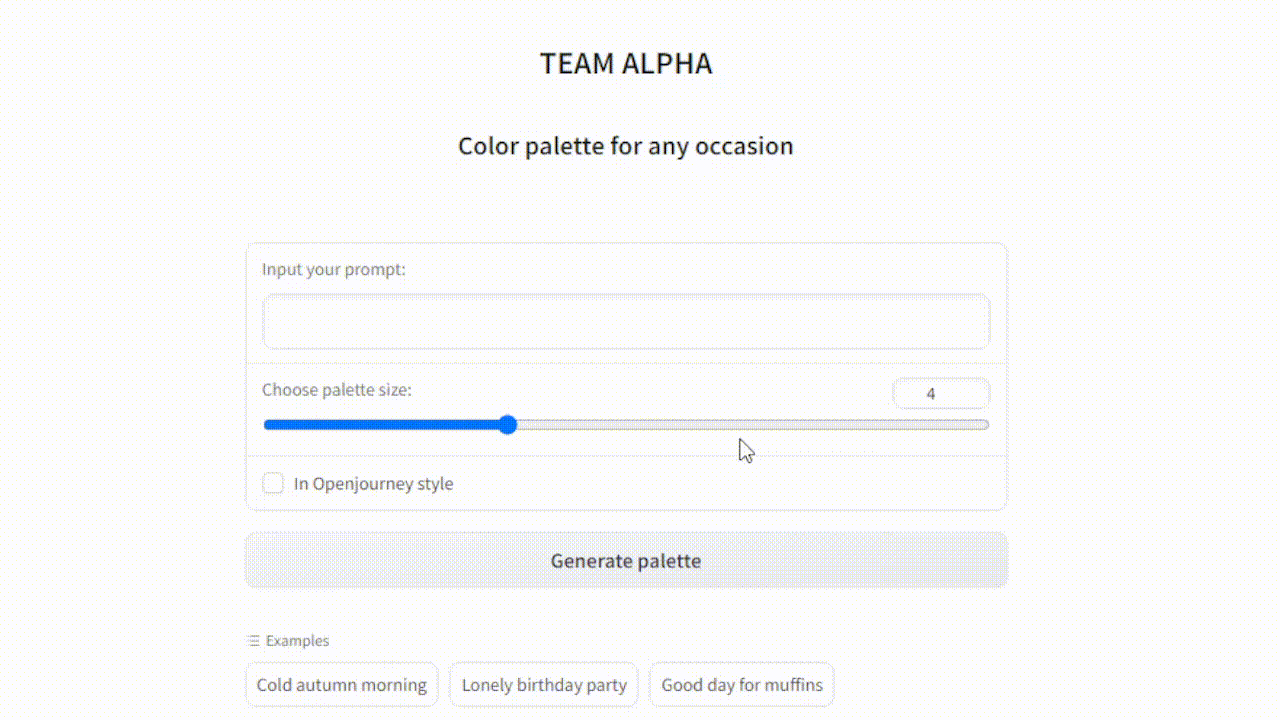 TEAM ALPHA
Color palette for any occasion
Input your prompt:
Choose palette size:
4
In Openjourney style
Generate palette
Examples
Cold autumn morning
Lonely birthday party
Good day for muffins